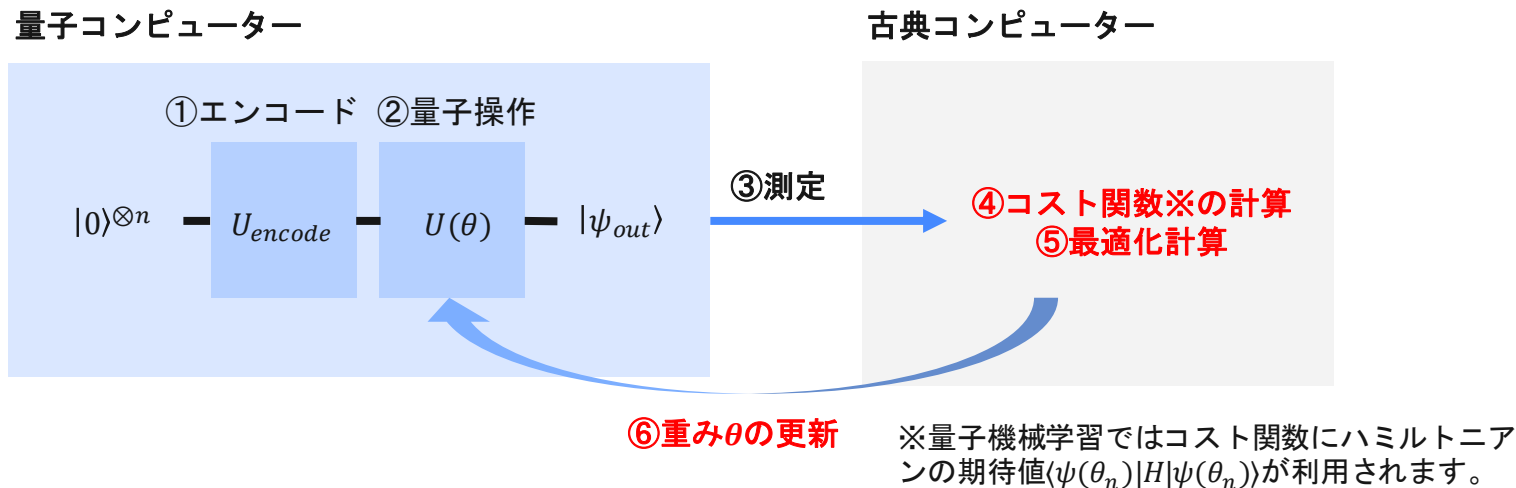 量子コンピューター
古典コンピューター
①エンコード ②量子操作
|0⟩⊗n U_encode U(θ) |ψ_out⟩
③測定
④コスト関数※の計算
⑤最適化計算
⑥重みθの更新
※量子機械学習ではコスト関数にハミルトニア
ンの期待値⟨ψ(θ_n)|H|ψ(θ_n)⟩が利用されます。